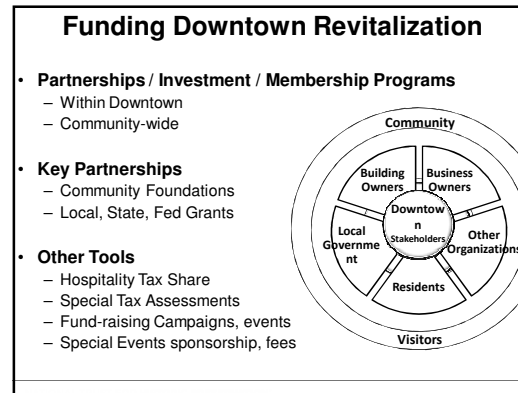 Funding Downtown Revitalization
• Partnerships / Investment / Membership Programs
– Within Downtown
– Community-wide
• Key Partnerships
– Community Foundations
– Local, State, Fed Grants
• Other Tools
– Hospitality Tax Share
– Special Tax Assessments
– Fund-raising Campaigns, events
– Special Events sponsorship, fees
Community
Building
Owners
Business
Owners
Downtow
n
Stakeholders
Local
Governme
nt
Other
Organizations
Residents
Visitors